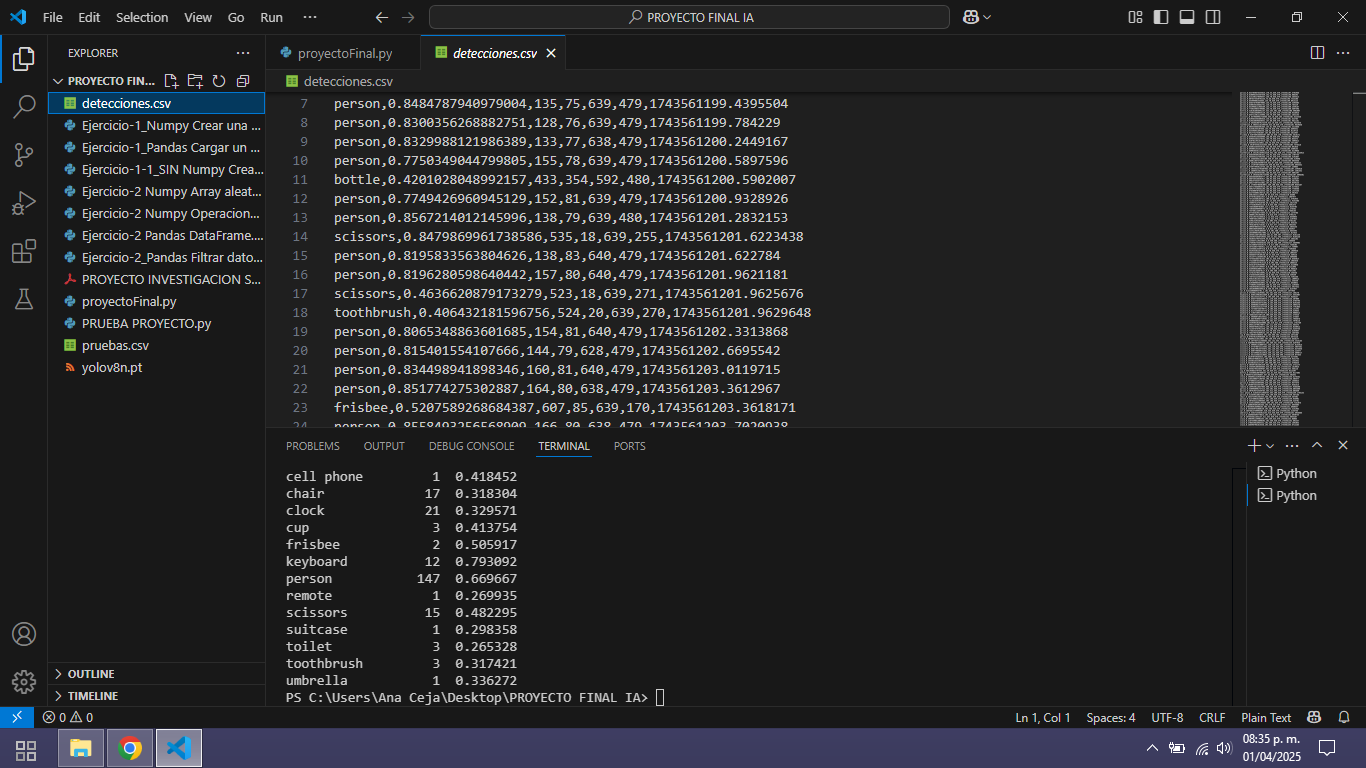 File Edit Selection View Go Run ··· PROYECTO FINAL IA
EXPLORER
PROYECTO FIN...
detecciones.csv
Ejercicio-1_Numpy Crear una ...
Ejercicio-1_Pandas Cargar un ...
Ejercicio-1-1_SIN Numpy Crea...
Ejercicio-2 Numpy Array aleat...
Ejercicio-2 Numpy Operacion...
Ejercicio-2 Pandas DataFrame....
Ejercicio-2_Pandas Filtrar dato...
PROYECTO INVESTIGACION S...
proyectoFinal.py
PRUEBA PROYECTO.py
pruebas.csv
yolov8n.pt
OUTLINE
TIMELINE
proyectoFinal.py detecciones.csv
detecciones.csv
7 person,0.8484787940979004,135,75,639,479,1743561199.4395504
8 person,0.8300356268882751,128,76,639,479,1743561199.784229
9 person,0.8329988121986389,133,77,638,479,1743561200.2449167
10 person,0.7750349044799805,155,78,639,479,1743561200.5897596
11 bottle,0.4201028048992157,433,354,592,480,1743561200.5902007
12 person,0.7749426960945129,152,81,639,479,1743561200.9328926
13 person,0.8567214012145996,138,79,639,480,1743561201.2832153
14 scissors,0.8479869961738586,535,18,639,255,1743561201.6223438
15 person,0.8195833563804626,138,83,640,479,1743561201.622784
16 person,0.8196280598640442,157,80,640,479,1743561201.9621181
17 scissors,0.4636620879173279,523,18,639,271,1743561201.9625676
18 toothbrush,0.406432181596756,524,20,639,270,1743561201.9629648
19 person,0.8065348863601685,154,81,640,479,1743561202.3313868
20 person,0.815401554107666,144,79,628,479,1743561202.6695542
21 person,0.834498941898346,160,81,640,479,1743561203.0119715
22 person,0.851774275302887,164,80,638,479,1743561203.3612967
23 frisbee,0.5207589268684387,607,85,639,170,1743561203.3618171
24 person,0.8558493256568909,166,80,638,479,1743561203.7020938
PROBLEMS OUTPUT DEBUG CONSOLE TERMINAL PORTS
cell phone 1 0.418452
chair 17 0.318304
clock 21 0.329571
cup 3 0.413754
frisbee 2 0.505917
keyboard 12 0.793092
person 147 0.669667
remote 1 0.269935
scissors 15 0.482295
suitcase 1 0.298358
toilet 3 0.265328
toothbrush 3 0.317421
umbrella 1 0.336272
PS C:\Users\Ana Ceja\Desktop\PROYECTO FINAL IA>
Python
Python
0 0 Ln 1, Col 1 Spaces: 4 UTF-8 CRLF Plain Text
08:35 p. m.
01/04/2025